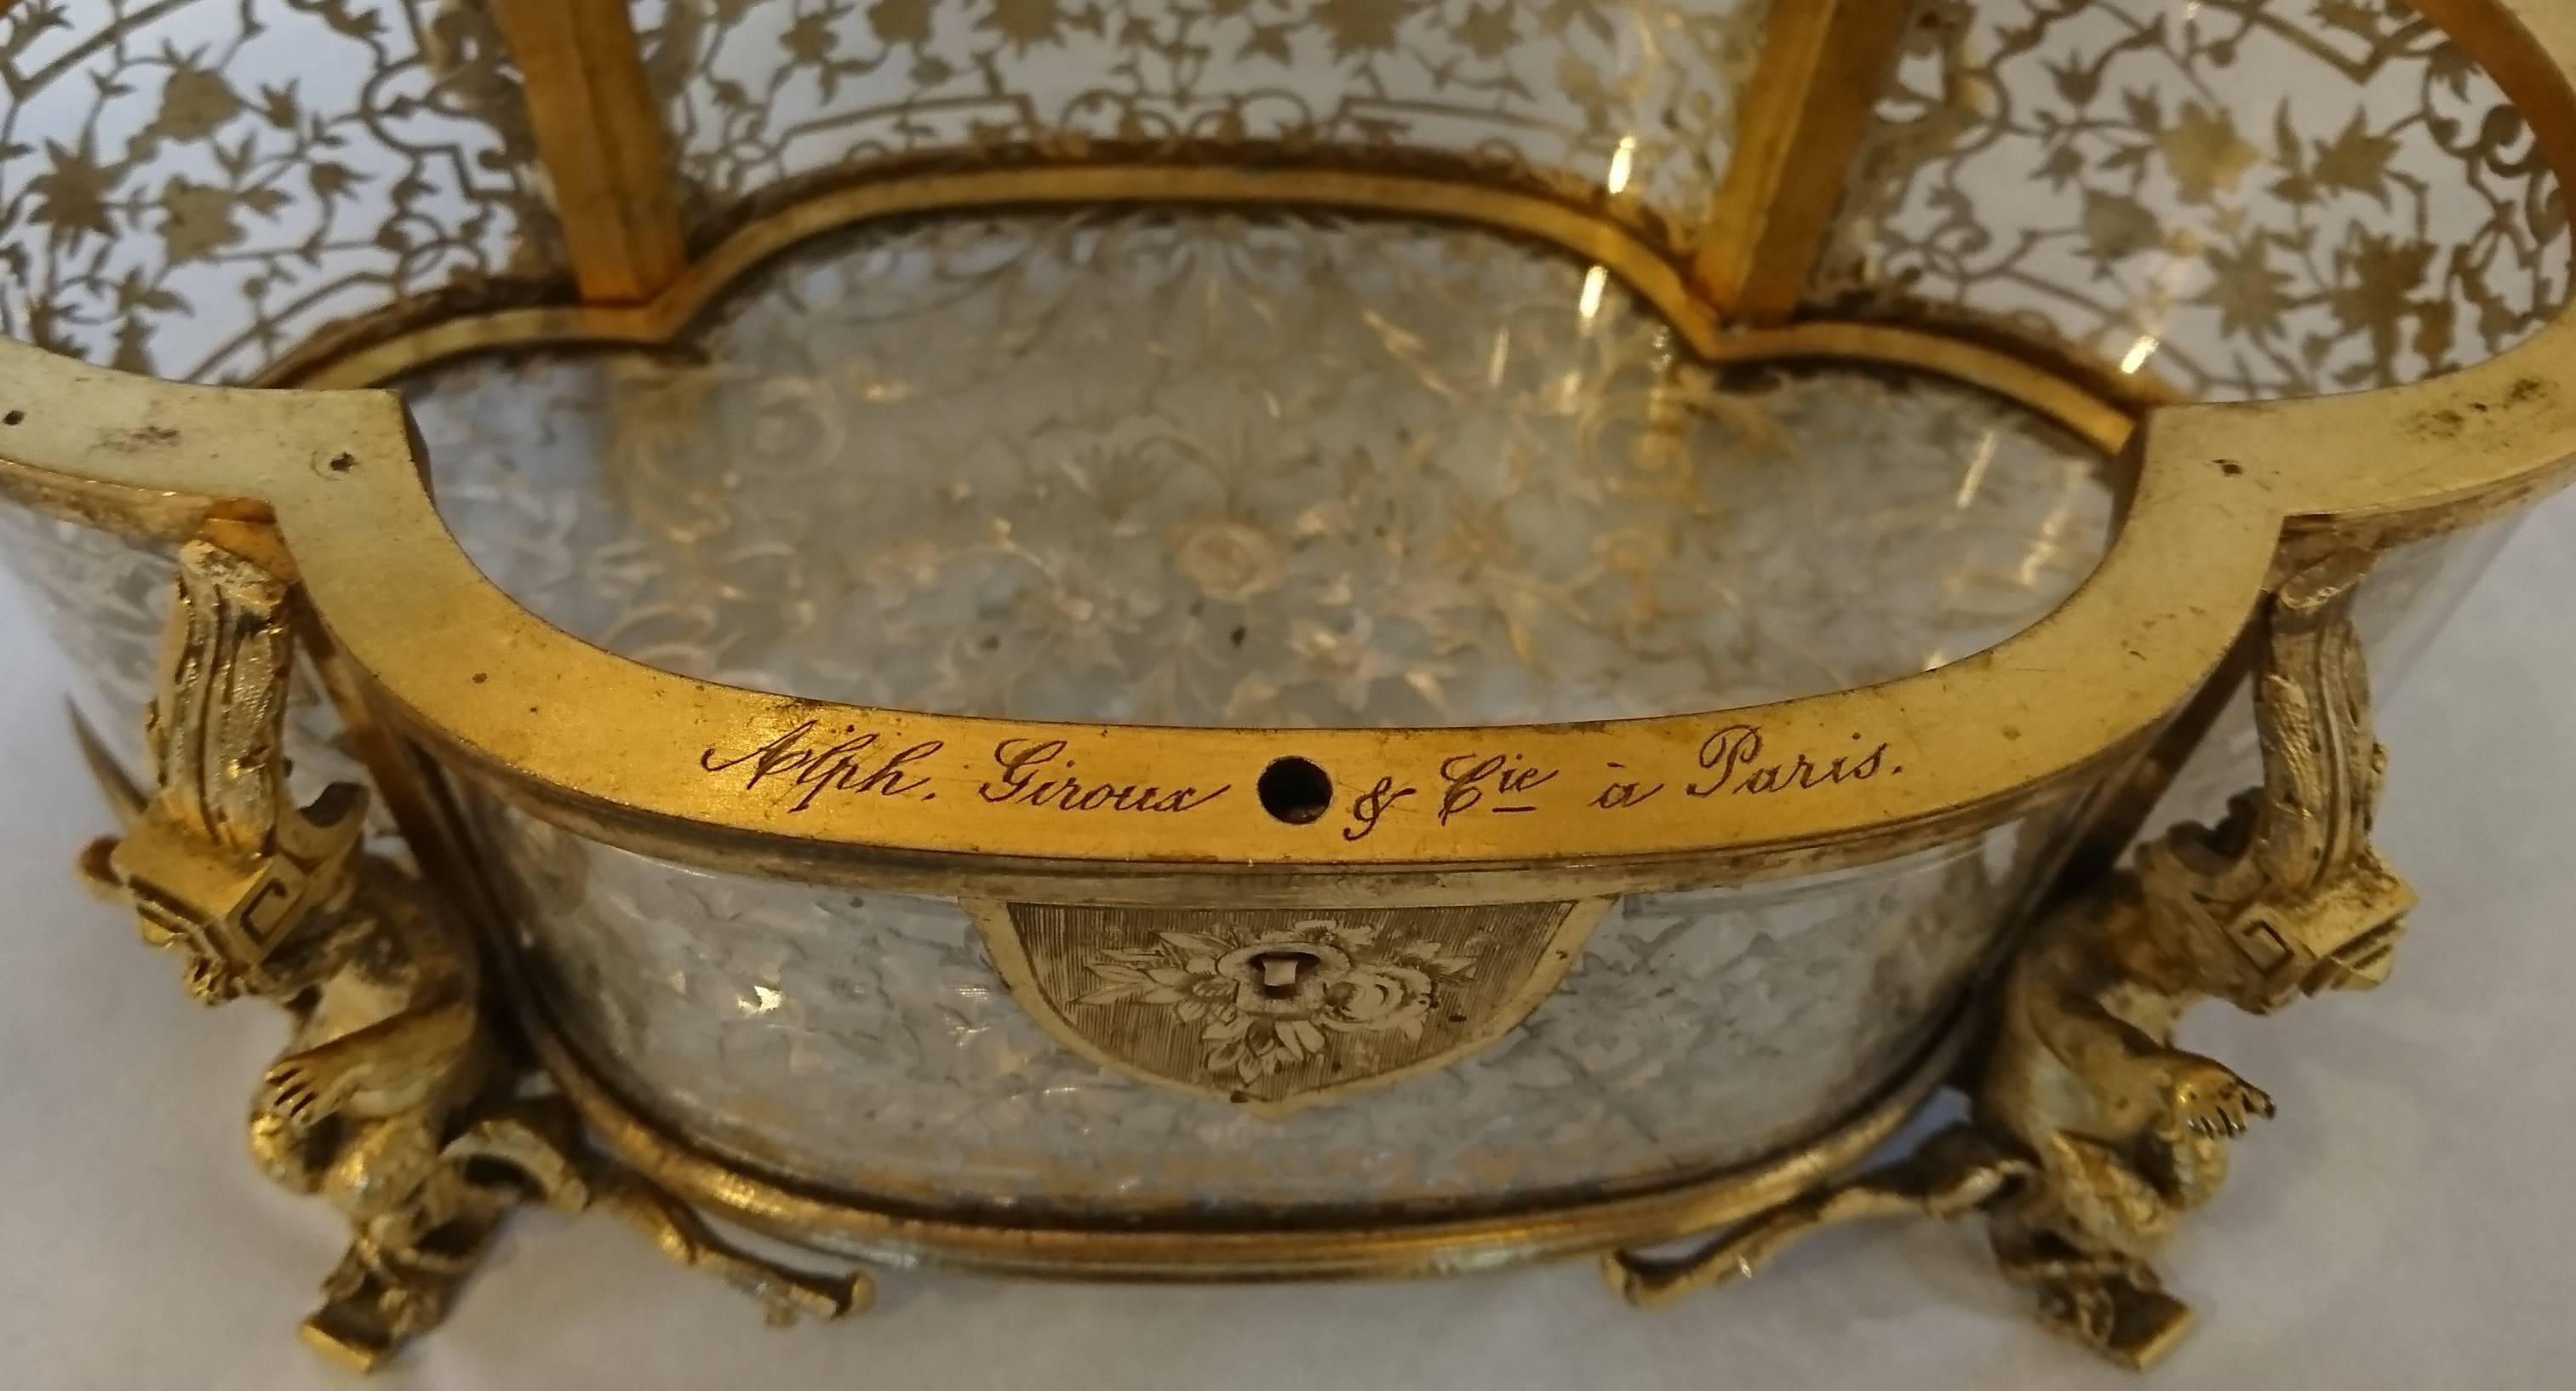 Alph. Giroux & Cie à Paris.